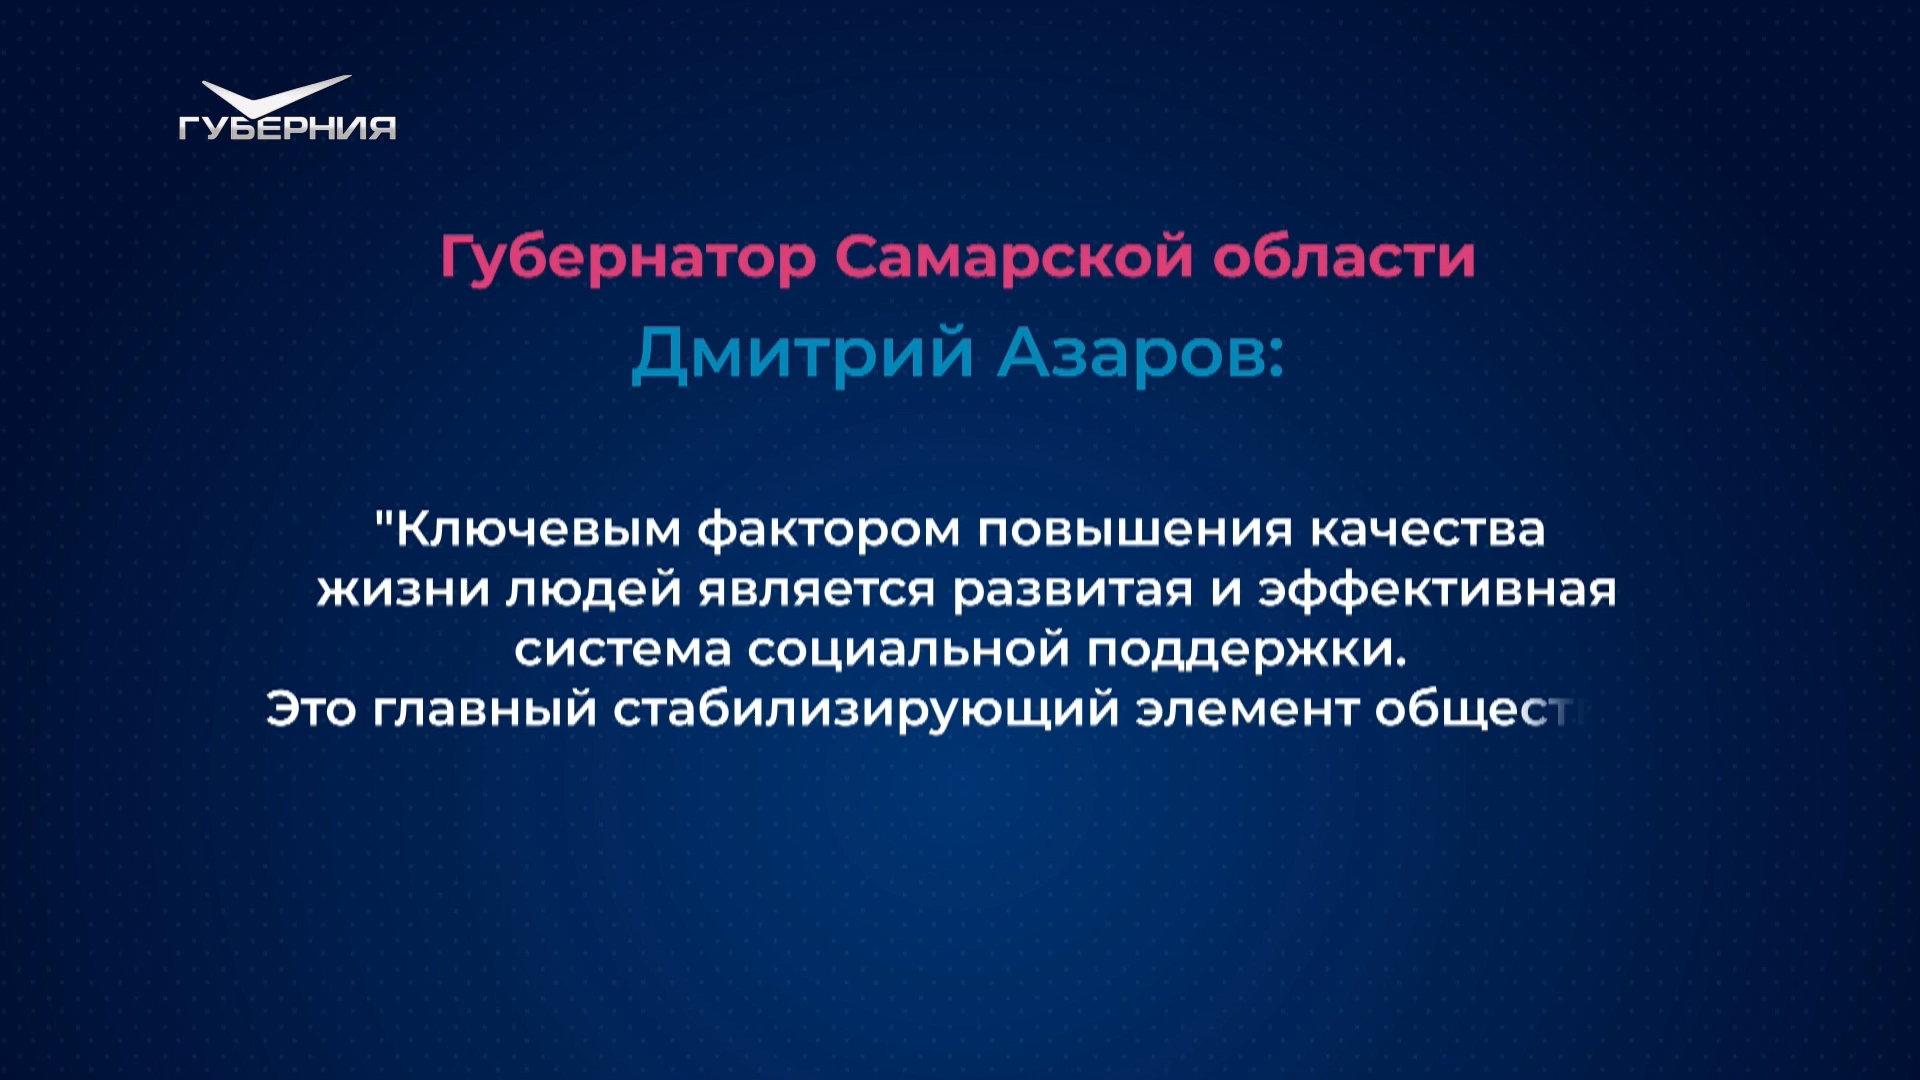 ГУБЕРНИЯ
Губернатор Самарской области
Дмитрий Азаров:
"Ключевым фактором повышения качества
жизни людей является развитая и эффективная
система социальной поддержки.
Это главный стабилизирующий элемент общест